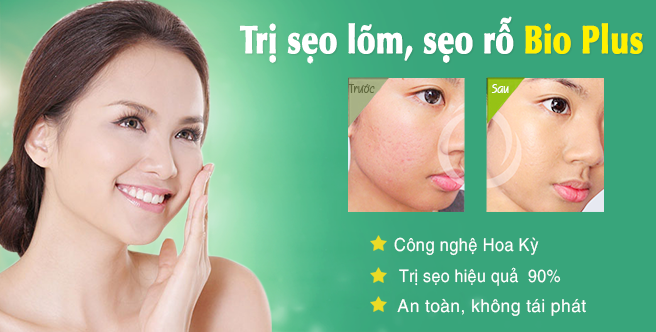 Trị sẹo lõm, sẹo rỗ Bio Plus
Trước
Sau
Công nghệ Hoa Kỳ
Trị sẹo hiệu quả 90%
An toàn, không tái phát